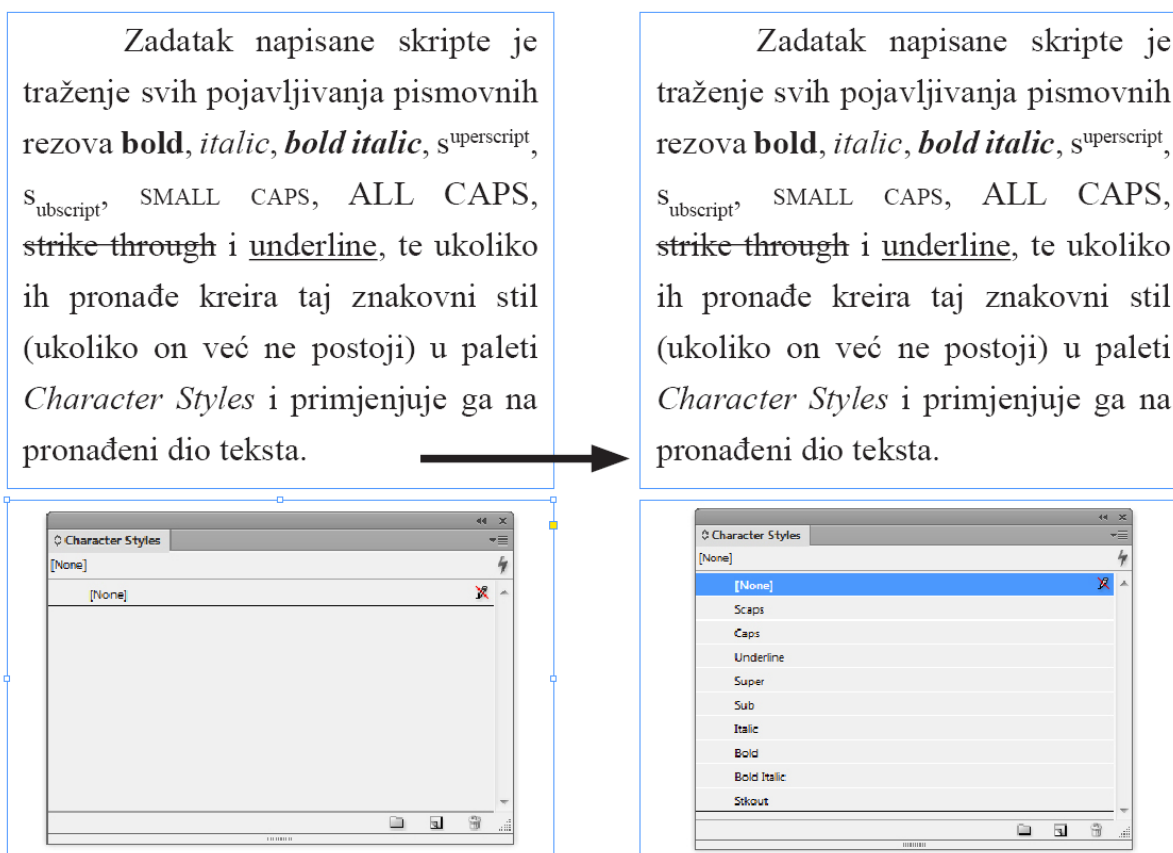 Zadatak napisane skripte je
traženje svih pojavljivanja pismovnih
rezova bold, italic, bold italic, superscript,
subscript, SMALL CAPS, ALL CAPS,
strike through i underline, te ukoliko
ih pronađe kreira taj znakovni stil
(ukoliko on već ne postoji) u paleti
Character Styles i primjenjuje ga na
pronađeni dio teksta.
Character Styles
[None]
[None]
Zadatak napisane skripte je
traženje svih pojavljivanja pismovnih
rezova bold, italic, bold italic, superscript,
subscript, SMALL CAPS, ALL CAPS,
strike through i underline, te ukoliko
ih pronađe kreira taj znakovni stil
(ukoliko on već ne postoji) u paleti
Character Styles i primjenjuje ga na
pronađeni dio teksta.
Character Styles
[None]
[None]
Scaps
Caps
Underline
Super
Sub
Italic
Bold
Bold Italic
Stkout